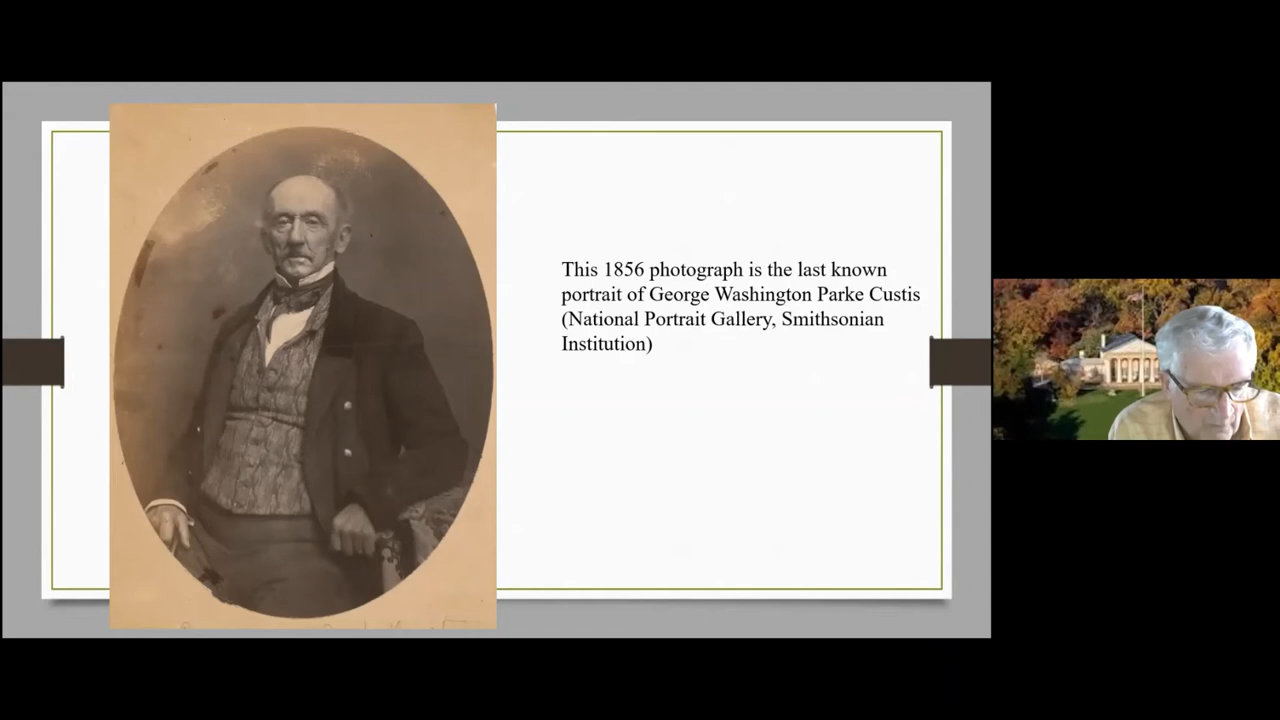 This 1856 photograph is the last known
portrait of George Washington Parke Custis
(National Portrait Gallery, Smithsonian
Institution)